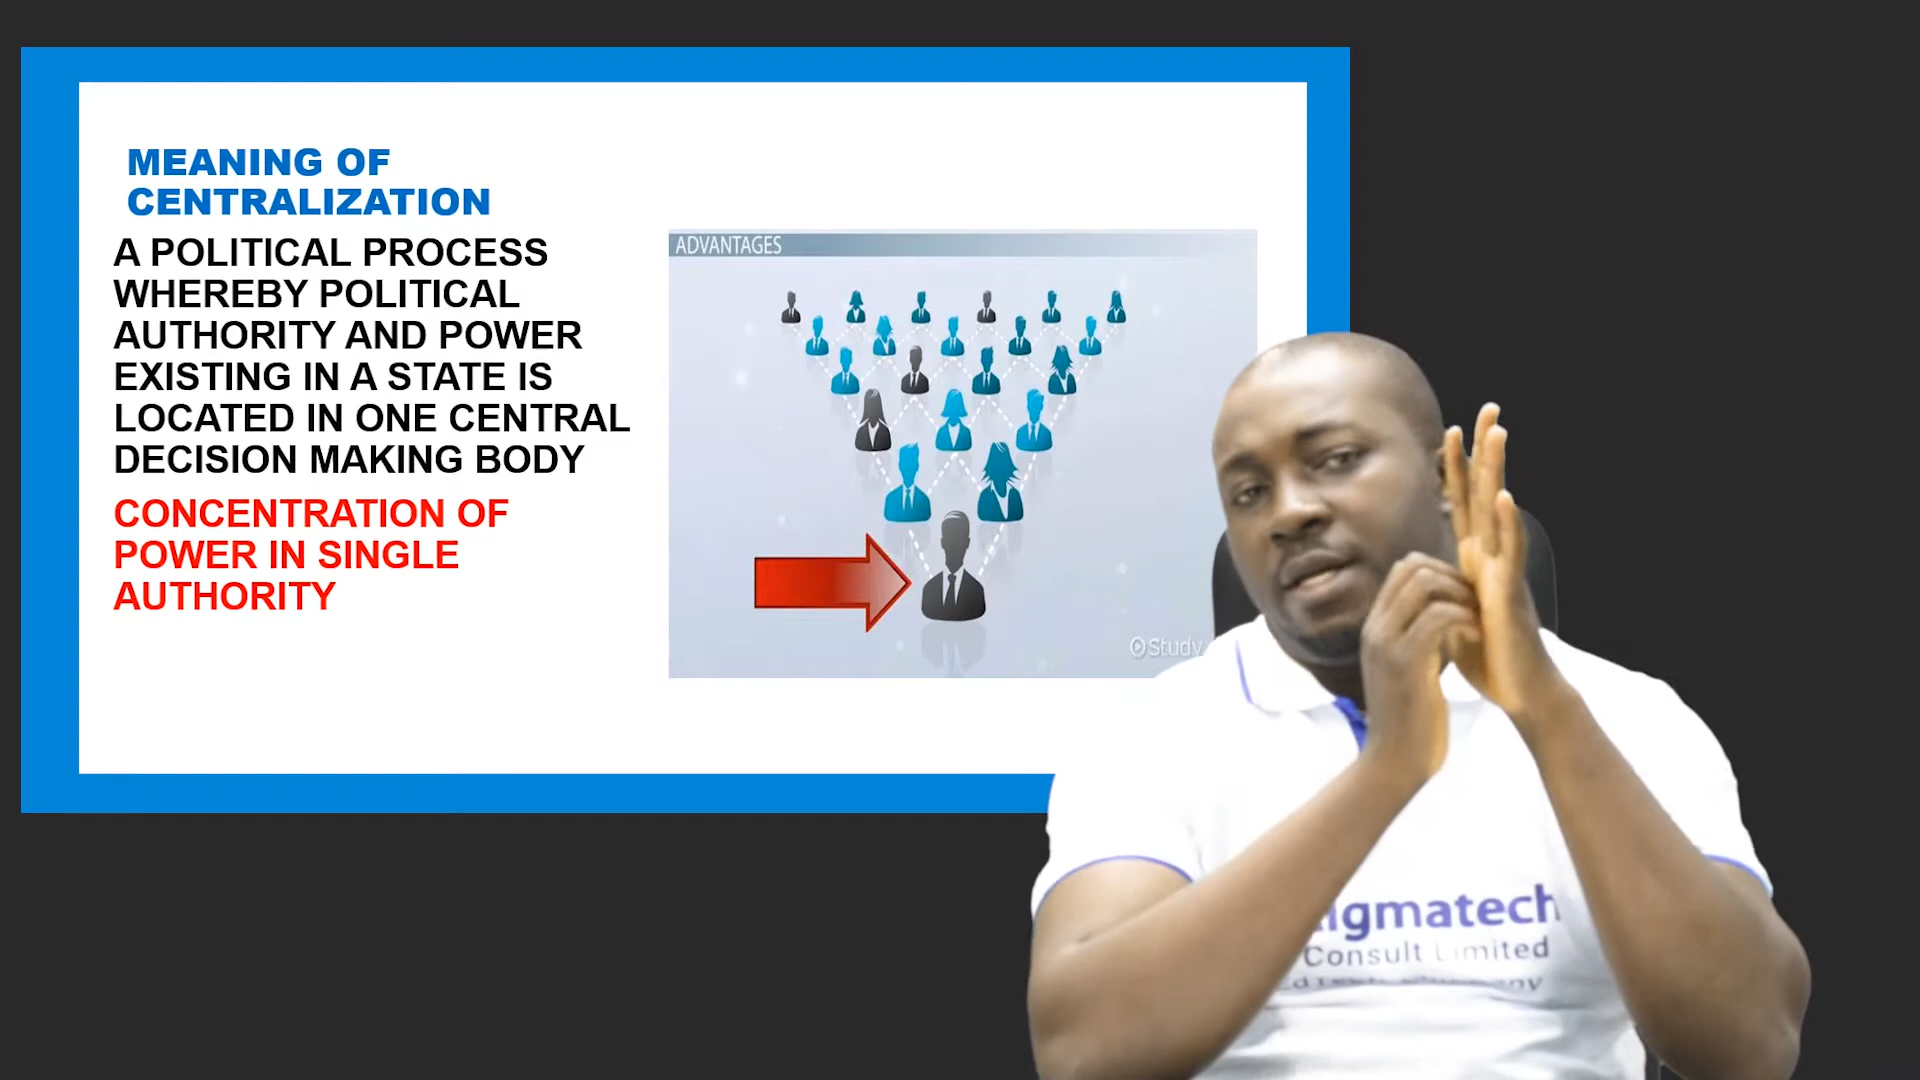 MEANING OF
CENTRALIZATION
A POLITICAL PROCESS
WHEREBY POLITICAL
AUTHORITY AND POWER
EXISTING IN A STATE IS
LOCATED IN ONE CENTRAL
DECISION MAKING BODY
CONCENTRATION OF
POWER IN SINGLE
AUTHORITY
ADVANTAGES
Study
igmatech
Consult Limited